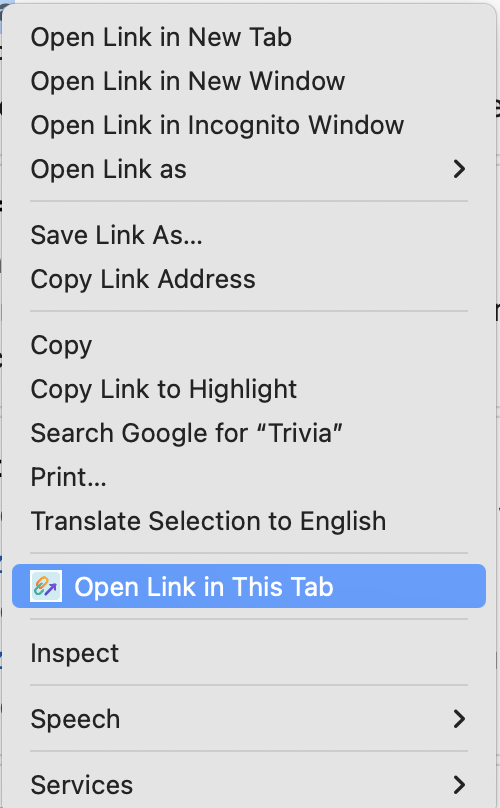 Open Link in New Tab
Open Link in New Window
Open Link in Incognito Window
Open Link as
Save Link As...
Copy Link Address
Copy
Copy Link to Highlight
Search Google for “Trivia”
Print...
Translate Selection to English
Open Link in This Tab
Inspect
Speech
Services